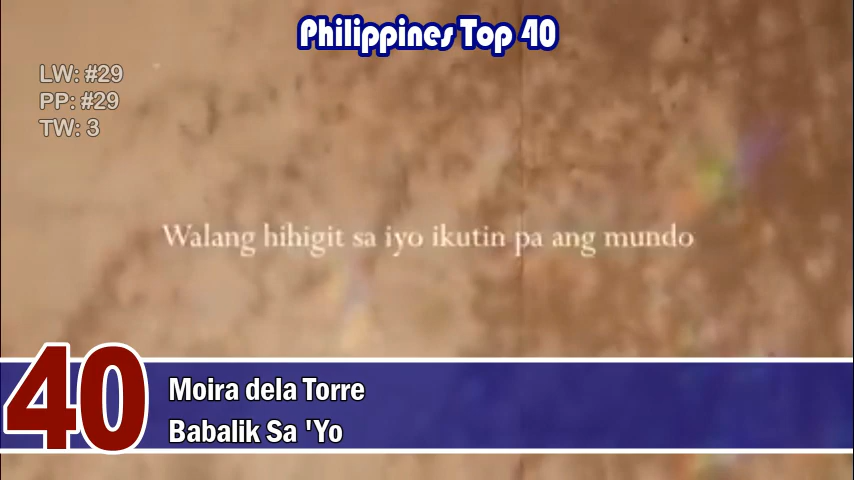 Philippines Top 40
LW: #29
PP: #29
TW: 3
Walang hihigit sa iyo ikutin pa ang mundo
40
Moira dela Torre
Babalik Sa 'Yo